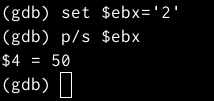 (gdb) set $ebx='2'
(gdb) p/s $ebx
$4 = 50
(gdb)